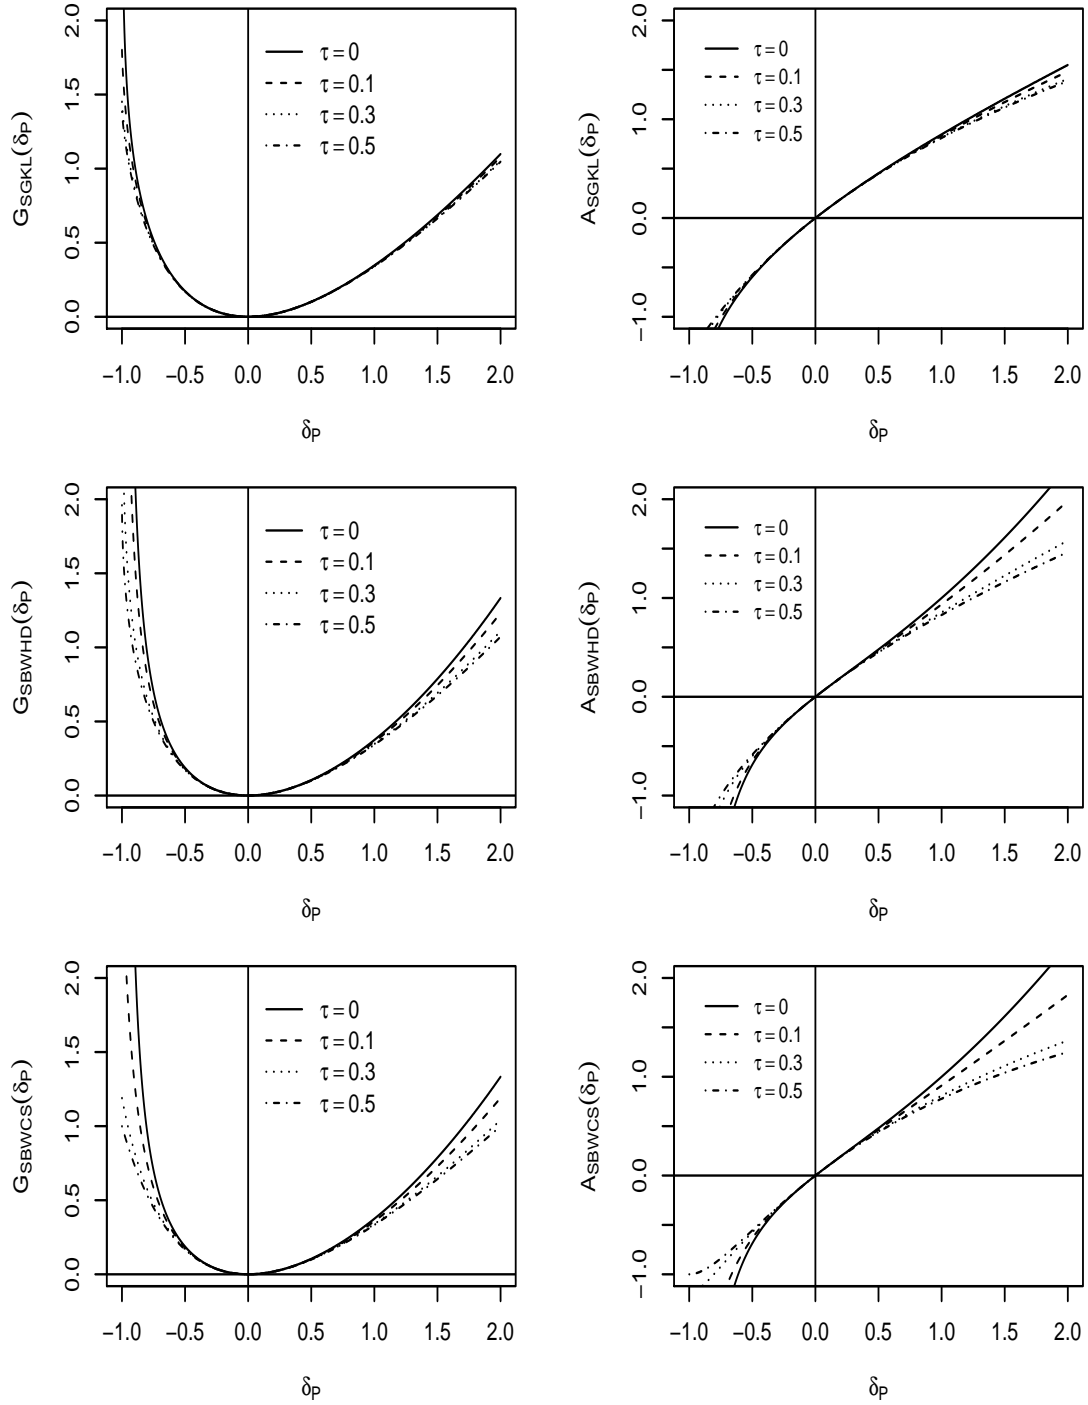 G_SGKL(δ_P)
0.0 0.5 1.0 1.5 2.0
τ = 0
τ = 0.1
τ = 0.3
τ = 0.5
−1.0 −0.5 0.0 0.5 1.0 1.5 2.0
δ_P
A_SGKL(δ_P)
−1.0 0.0 1.0 2.0
τ = 0
τ = 0.1
τ = 0.3
τ = 0.5
−1.0 −0.5 0.0 0.5 1.0 1.5 2.0
δ_P
G_SBWHD(δ_P)
0.0 0.5 1.0 1.5 2.0
τ = 0
τ = 0.1
τ = 0.3
τ = 0.5
−1.0 −0.5 0.0 0.5 1.0 1.5 2.0
δ_P
A_SBWHD(δ_P)
−1.0 0.0 1.0 2.0
τ = 0
τ = 0.1
τ = 0.3
τ = 0.5
−1.0 −0.5 0.0 0.5 1.0 1.5 2.0
δ_P
G_SBWCS(δ_P)
0.0 0.5 1.0 1.5 2.0
τ = 0
τ = 0.1
τ = 0.3
τ = 0.5
−1.0 −0.5 0.0 0.5 1.0 1.5 2.0
δ_P
A_SBWCS(δ_P)
−1.0 0.0 1.0 2.0
τ = 0
τ = 0.1
τ = 0.3
τ = 0.5
−1.0 −0.5 0.0 0.5 1.0 1.5 2.0
δ_P